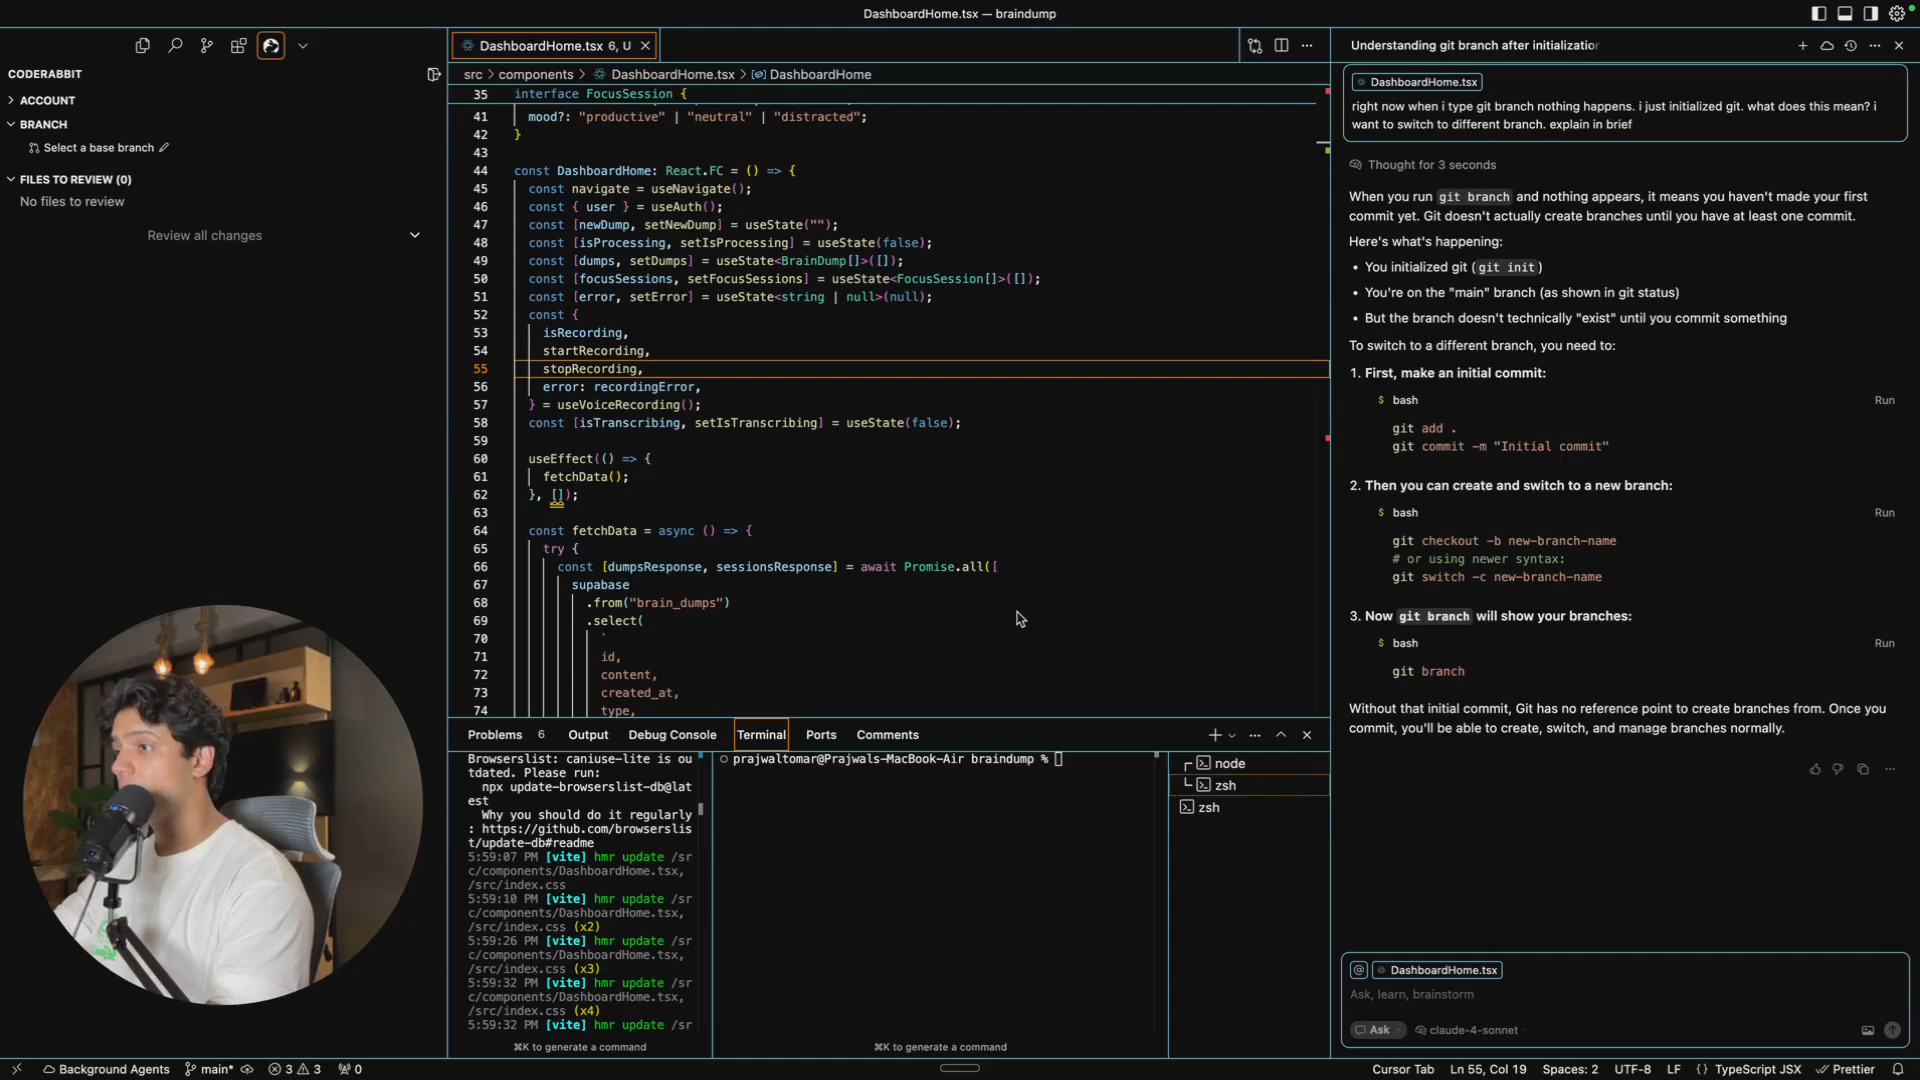 DashboardHome.tsx — braindump
CODERABBIT
ACCOUNT
BRANCH
Select a base branch
FILES TO REVIEW (0)
No files to review
Review all changes
DashboardHome.tsx 6, U
src > components > DashboardHome.tsx > DashboardHome
35 interface FocusSession {
41 mood?: "productive" | "neutral" | "distracted";
42 }
43
44 const DashboardHome: React.FC = () => {
45 const navigate = useNavigate();
46 const { user } = useAuth();
47 const [newDump, setNewDump] = useState("");
48 const [isProcessing, setIsProcessing] = useState(false);
49 const [dumps, setDumps] = useState<BrainDump[]>([]);
50 const [focusSessions, setFocusSessions] = useState<FocusSession[]>([]);
51 const [error, setError] = useState<string | null>(null);
52 const {
53 isRecording,
54 startRecording,
55 stopRecording,
56 error: recordingError,
57 } = useVoiceRecording();
58 const [isTranscribing, setIsTranscribing] = useState(false);
59
60 useEffect(() => {
61 fetchData();
62 }, []);
63
64 const fetchData = async () => {
65 try {
66 const [dumpsResponse, sessionsResponse] = await Promise.all([
67 supabase
68 .from("brain_dumps")
69 .select(
70 `
71 id,
72 content,
73 created_at,
74 type,
Problems 6 Output Debug Console Terminal Ports Comments
Browserslist: caniuse-lite is ou
tdated. Please run:
npx update-browserslist-db@lat
est
Why you should do it regularly
: https://github.com/browserslis
t/update-db#readme
5:59:07 PM [vite] hmr update /sr
c/components/DashboardHome.tsx,
/src/index.css
5:59:10 PM [vite] hmr update /sr
c/components/DashboardHome.tsx,
/src/index.css (x2)
5:59:26 PM [vite] hmr update /sr
c/components/DashboardHome.tsx,
/src/index.css (x3)
5:59:32 PM [vite] hmr update /sr
c/components/DashboardHome.tsx,
/src/index.css (x4)
5:59:32 PM [vite] hmr update /sr
⌘K to generate a command
prajwaltomar@Prajwals-MacBook-Air braindump %
⌘K to generate a command
node
zsh
zsh
Understanding git branch after initializatior
DashboardHome.tsx
right now when i type git branch nothing happens. i just initialized git. what does this mean? i
want to switch to different branch. explain in brief
Thought for 3 seconds
When you run git branch and nothing appears, it means you haven't made your first
commit yet. Git doesn't actually create branches until you have at least one commit.
Here's what's happening:
• You initialized git (git init)
• You're on the "main" branch (as shown in git status)
• But the branch doesn't technically "exist" until you commit something
To switch to a different branch, you need to:
1. First, make an initial commit:
$ bash Run
git add .
git commit -m "Initial commit"
2. Then you can create and switch to a new branch:
$ bash Run
git checkout -b new-branch-name
# or using newer syntax:
git switch -c new-branch-name
3. Now git branch will show your branches:
$ bash Run
git branch
Without that initial commit, Git has no reference point to create branches from. Once you
commit, you'll be able to create, switch, and manage branches normally.
@ DashboardHome.tsx
Ask, learn, brainstorm
Ask claude-4-sonnet
Background Agents main* 3 3 0
Cursor Tab Ln 55, Col 19 Spaces: 2 UTF-8 LF {} TypeScript JSX Prettier